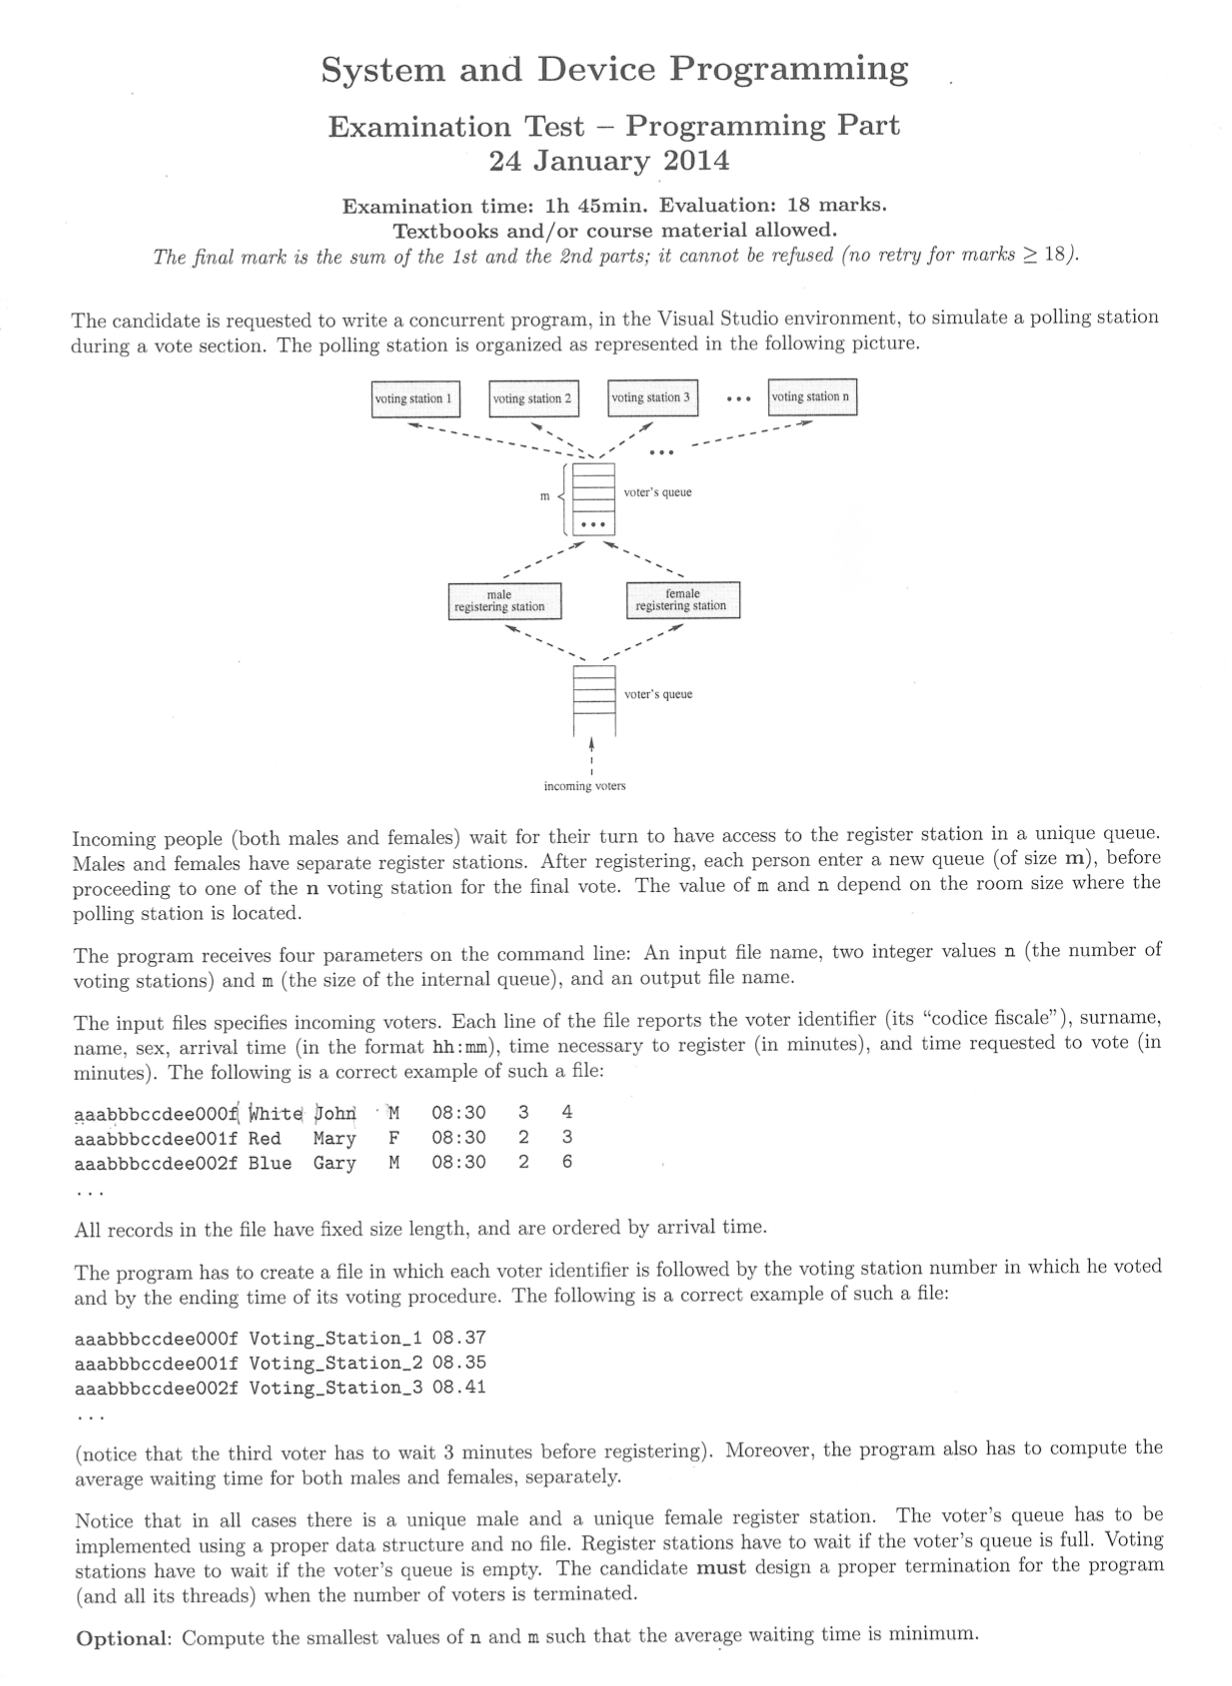 System and Device Programming
Examination Test – Programming Part
24 January 2014
Examination time: 1h 45min. Evaluation: 18 marks.
Textbooks and/or course material allowed.
The final mark is the sum of the 1st and the 2nd parts; it cannot be refused (no retry for marks ≥ 18).
The candidate is requested to write a concurrent program, in the Visual Studio environment, to simulate a polling station
during a vote section. The polling station is organized as represented in the following picture.
voting station 1 voting station 2 voting station 3 ••• voting station n
•••
m voter's queue
•••
male registering station female registering station
voter's queue
incoming voters
Incoming people (both males and females) wait for their turn to have access to the register station in a unique queue.
Males and females have separate register stations. After registering, each person enter a new queue (of size m), before
proceeding to one of the n voting station for the final vote. The value of m and n depend on the room size where the
polling station is located.
The program receives four parameters on the command line: An input file name, two integer values n (the number of
voting stations) and m (the size of the internal queue), and an output file name.
The input files specifies incoming voters. Each line of the file reports the voter identifier (its “codice fiscale”), surname,
name, sex, arrival time (in the format hh:mm), time necessary to register (in minutes), and time requested to vote (in
minutes). The following is a correct example of such a file:
aaabbbccdee000f White John M 08:30 3 4
aaabbbccdee001f Red Mary F 08:30 2 3
aaabbbccdee002f Blue Gary M 08:30 2 6
...
All records in the file have fixed size length, and are ordered by arrival time.
The program has to create a file in which each voter identifier is followed by the voting station number in which he voted
and by the ending time of its voting procedure. The following is a correct example of such a file:
aaabbbccdee000f Voting_Station_1 08.37
aaabbbccdee001f Voting_Station_2 08.35
aaabbbccdee002f Voting_Station_3 08.41
...
(notice that the third voter has to wait 3 minutes before registering). Moreover, the program also has to compute the
average waiting time for both males and females, separately.
Notice that in all cases there is a unique male and a unique female register station. The voter's queue has to be
implemented using a proper data structure and no file. Register stations have to wait if the voter's queue is full. Voting
stations have to wait if the voter's queue is empty. The candidate must design a proper termination for the program
(and all its threads) when the number of voters is terminated.
Optional: Compute the smallest values of n and m such that the average waiting time is minimum.